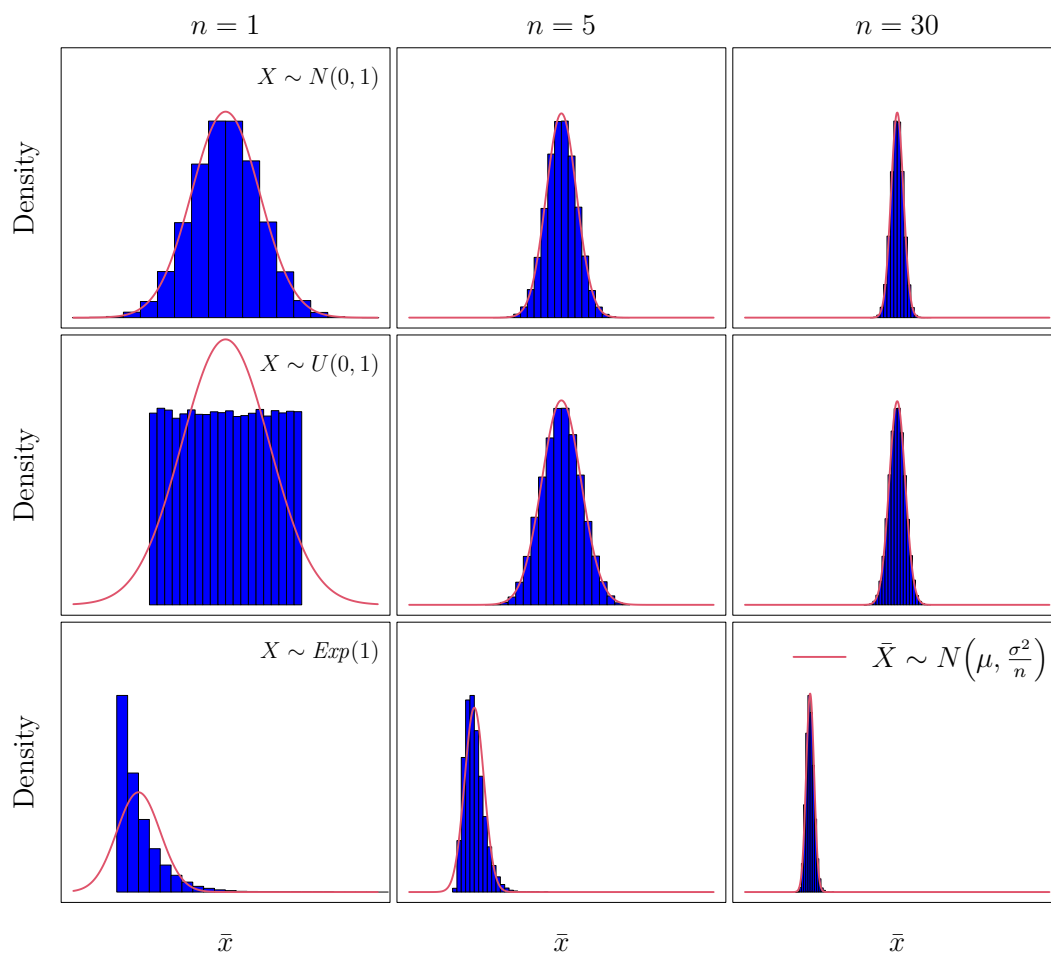 n = 1
n = 5
n = 30
X ∼ N(0, 1)
Density
X ∼ U(0, 1)
Density
X ∼ Exp(1)
X̄ ∼ N(μ, σ²/n)
Density
x̄
x̄
x̄